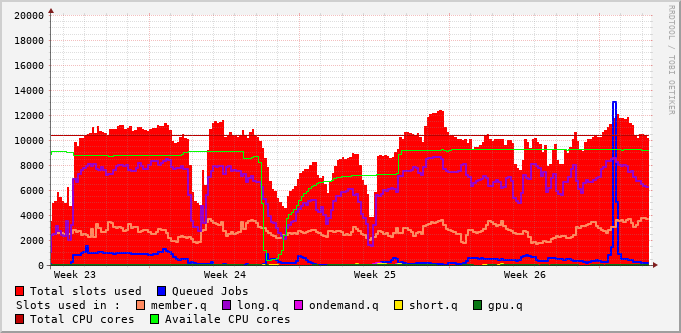 20000
18000
16000
14000
12000
10000
8000
6000
4000
2000
0
Week 23 Week 24 Week 25 Week 26
RRDTOOL / TOBI OETIKER
Total slots used Queued Jobs
Slots used in : member.q long.q ondemand.q short.q gpu.q
Total CPU cores Availale CPU cores